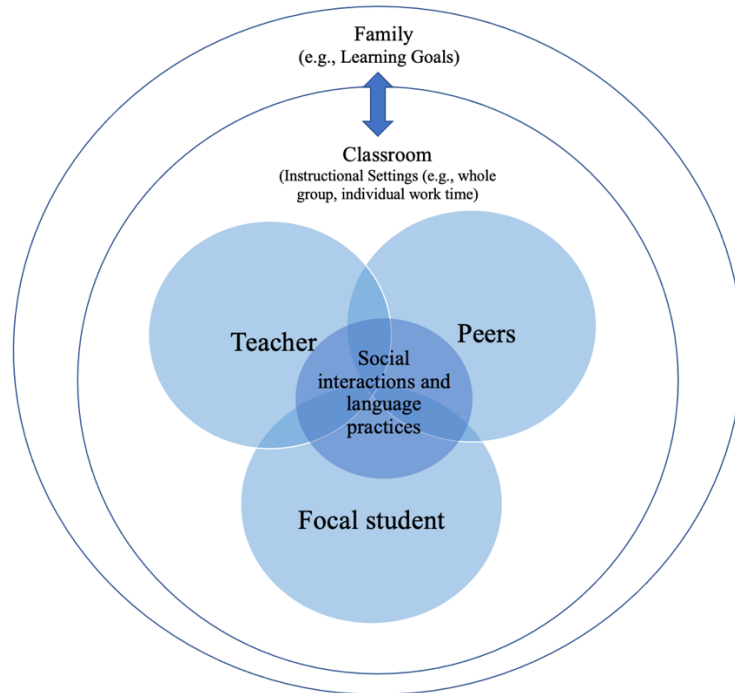 Family
(e.g., Learning Goals)
Classroom
(Instructional Settings (e.g., whole
group, individual work time)
Teacher
Peers
Social
interactions and
language
practices
Focal student